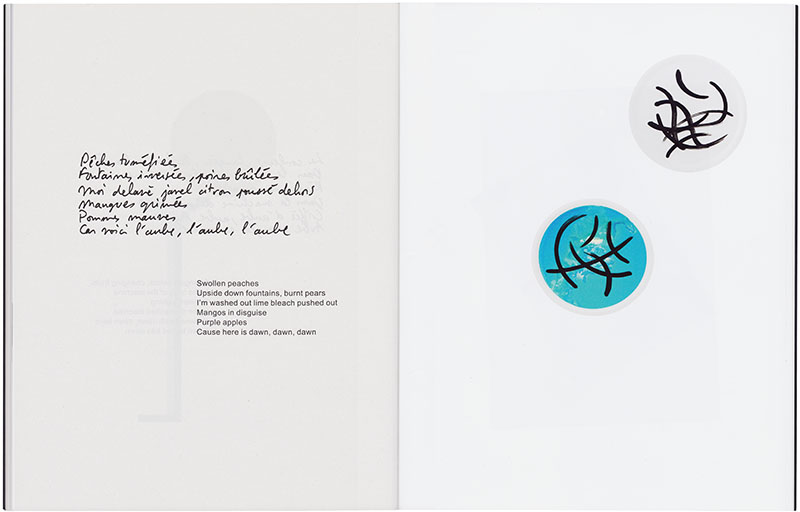 Pêches tuméfiées
Fontaines inversées, poires brûlées
Moi delavé javel citron poussé dehors
Mangues grimées
Pommes mauves
Car voici l'aube, l'aube, l'aube
Swollen peaches
Upside down fountains, burnt pears
I'm washed out lime bleach pushed out
Mangos in disguise
Purple apples
Cause here is dawn, dawn, dawn